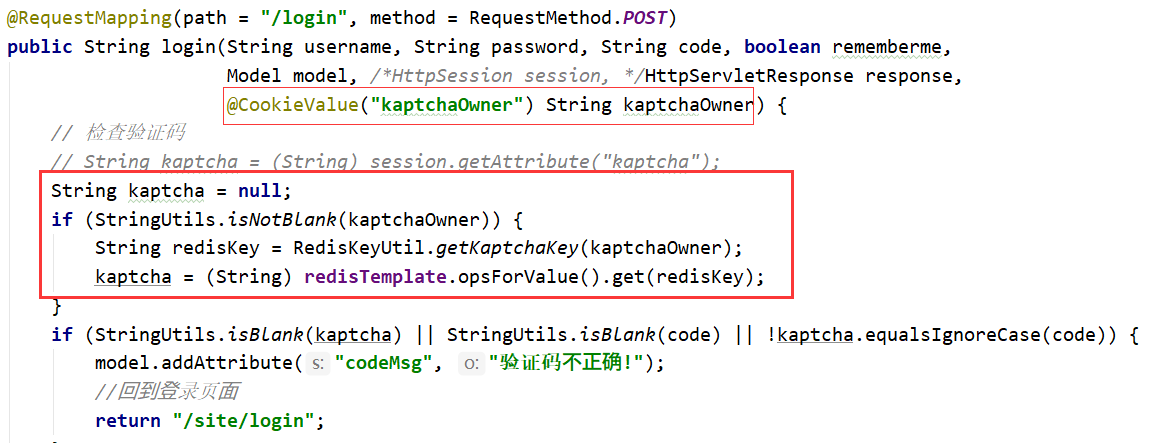 @RequestMapping(path = "/login", method = RequestMethod.POST)
public String login(String username, String password, String code, boolean rememberme,
Model model, /*HttpSession session, */HttpServletResponse response,
@CookieValue("kaptchaOwner") String kaptchaOwner) {
// 检查验证码
// String kaptcha = (String) session.getAttribute("kaptcha");
String kaptcha = null;
if (StringUtils.isNotBlank(kaptchaOwner)) {
String redisKey = RedisKeyUtil.getKaptchaKey(kaptchaOwner);
kaptcha = (String) redisTemplate.opsForValue().get(redisKey);
}
if (StringUtils.isBlank(kaptcha) || StringUtils.isBlank(code) || !kaptcha.equalsIgnoreCase(code)) {
model.addAttribute( s: "codeMsg", o: "验证码不正确!");
//回到登录页面
return "/site/login";